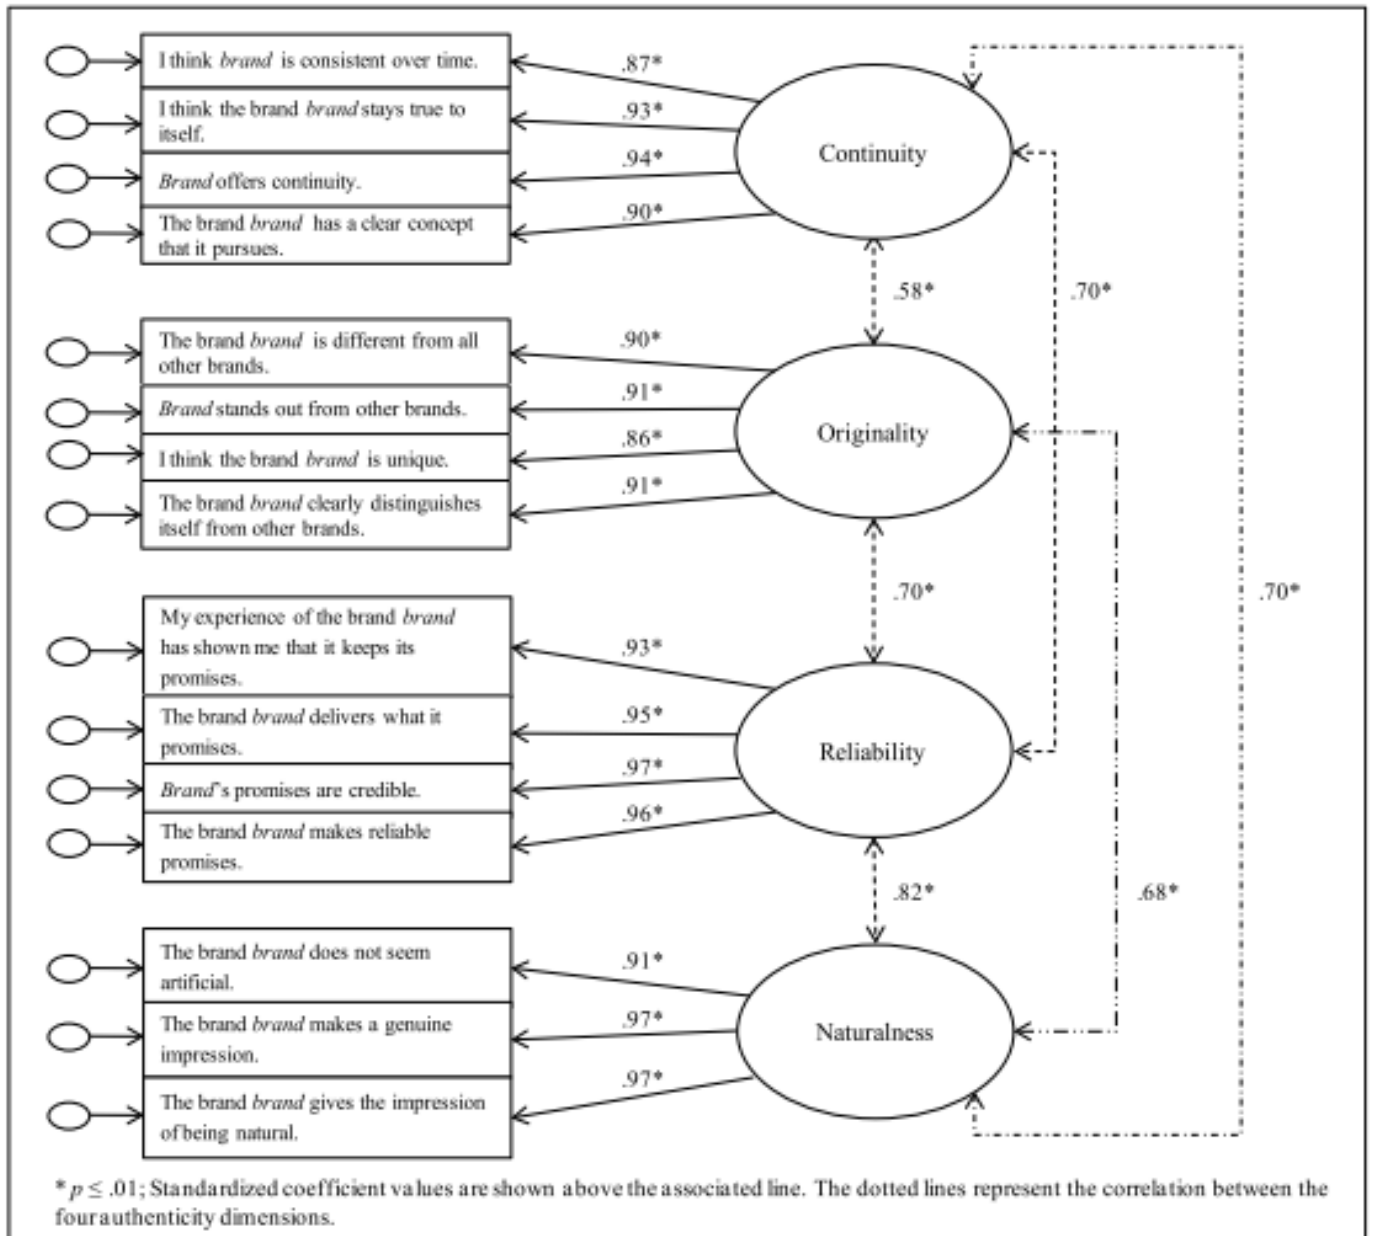 I think brand is consistent over time.
I think the brand brand stays true to
itself.
Brand offers continuity.
The brand brand has a clear concept
that it pursues.
.87*
.93*
.94*
.90*
Continuity
.58*
.70*
The brand brand is different from all
other brands.
Brand stands out from other brands.
I think the brand brand is unique.
The brand brand clearly distinguishes
itself from other brands.
.90*
.91*
.86*
.91*
Originality
.70*
.70*
My experience of the brand brand
has shown me that it keeps its
promises.
The brand brand delivers what it
promises.
Brand's promises are credible.
The brand brand makes reliable
promises.
.93*
.95*
.97*
.96*
Reliability
.82*
.68*
The brand brand does not seem
artificial.
The brand brand makes a genuine
impression.
The brand brand gives the impression
of being natural.
.91*
.97*
.97*
Naturalness
* p ≤ .01; Standardized coefficient values are shown above the associated line. The dotted lines represent the correlation between the
four authenticity dimensions.